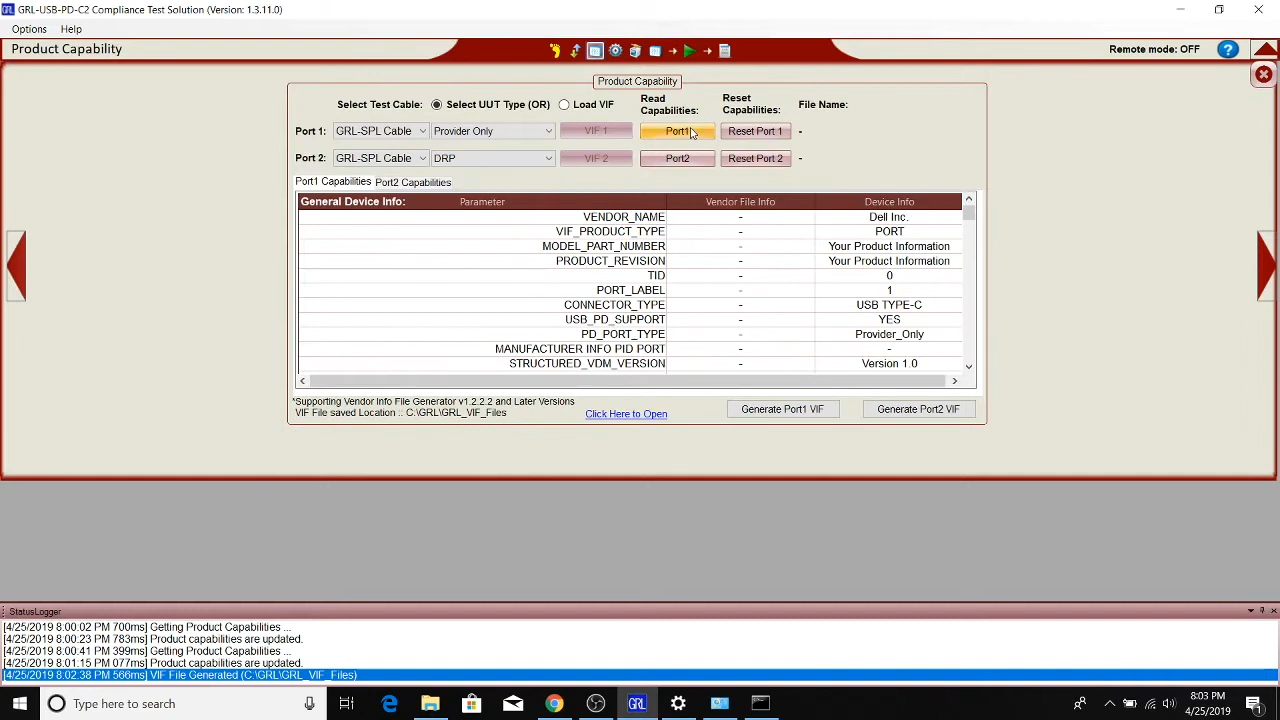 GRL-USB-PD-C2 Compliance Test Solution (Version: 1.3.11.0)
Options Help
Product Capability
Remote mode: OFF
Product Capability
Select Test Cable: Select UUT Type (OR) Load VIF Read Capabilities: Reset Capabilities: File Name:
Port 1: GRL-SPL Cable Provider Only VIF 1 Port1 Reset Port 1 -
Port 2: GRL-SPL Cable DRP VIF 2 Port2 Reset Port 2 -
Port1 Capabilities Port2 Capabilities
General Device Info: Parameter Vendor File Info Device Info
VENDOR_NAME - Dell Inc.
VIF_PRODUCT_TYPE - PORT
MODEL_PART_NUMBER - Your Product Information
PRODUCT_REVISION - Your Product Information
TID - 0
PORT_LABEL - 1
CONNECTOR_TYPE - USB TYPE-C
USB_PD_SUPPORT - YES
PD_PORT_TYPE - Provider_Only
MANUFACTURER INFO PID PORT - -
STRUCTURED_VDM_VERSION - Version 1.0
*Supporting Vendor Info File Generator v1.2.2.2 and Later Versions
VIF File saved Location :: C:\GRL\GRL_VIF_Files Click Here to Open Generate Port1 VIF Generate Port2 VIF
StatusLogger
[4/25/2019 8:00:02 PM 700ms] Getting Product Capabilities ...
[4/25/2019 8:00:23 PM 783ms] Product capabilities are updated.
[4/25/2019 8:00:41 PM 399ms] Getting Product Capabilities ...
[4/25/2019 8:01:15 PM 077ms] Product capabilities are updated.
[4/25/2019 8:02:38 PM 566ms] VIF File Generated (C:\GRL\GRL_VIF_Files)
Type here to search GRL 8:03 PM
4/25/2019